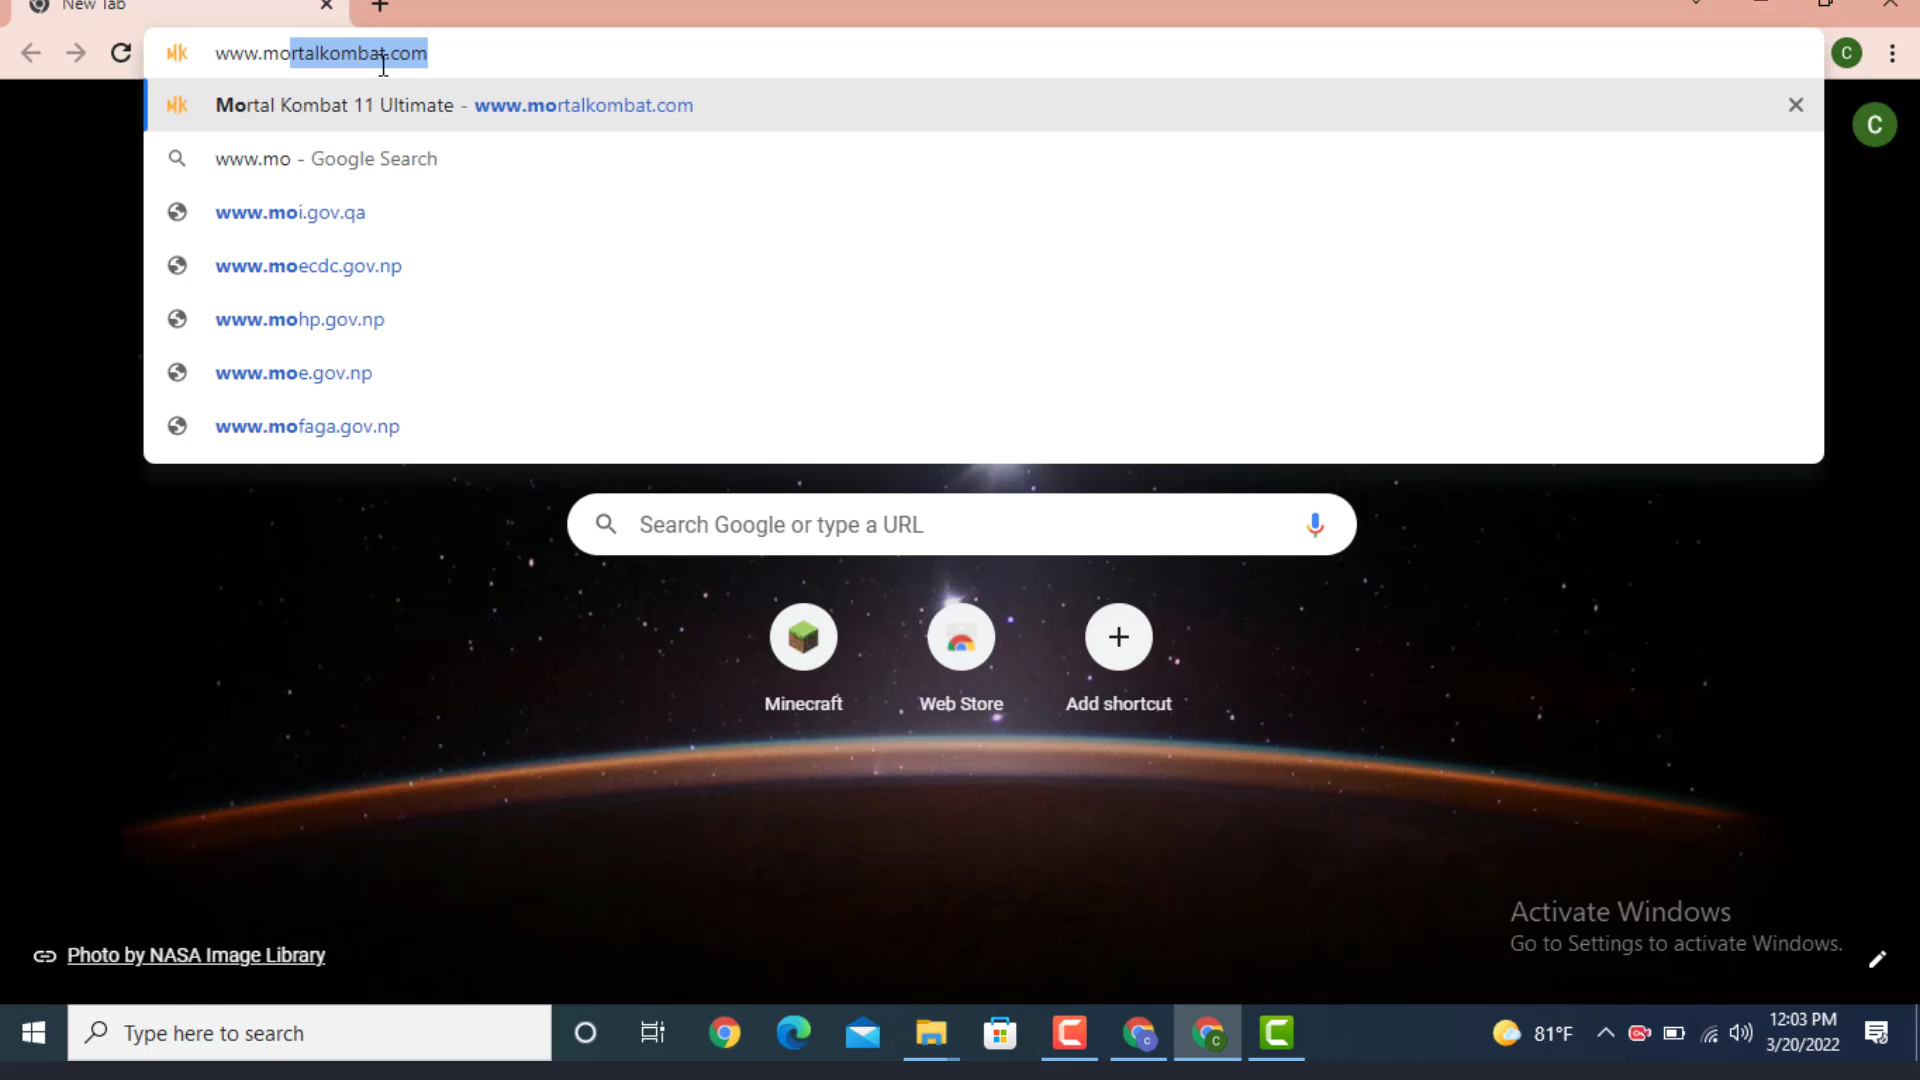 New Tab
www.mortalkombat.com
C
Mortal Kombat 11 Ultimate - www.mortalkombat.com
C
www.mo - Google Search
www.moi.gov.qa
www.moecdc.gov.np
www.mohp.gov.np
www.moe.gov.np
www.mofaga.gov.np
Search Google or type a URL
Minecraft
Web Store
Add shortcut
Activate Windows
Go to Settings to activate Windows.
Photo by NASA Image Library
Type here to search
81°F
12:03 PM
3/20/2022